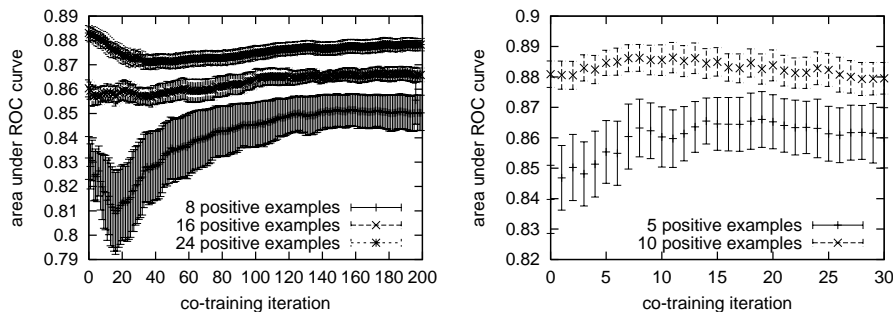 area under ROC curve
0.89
0.88
0.87
0.86
0.85
0.84
0.83
0.82
0.81
0.8
0.79
8 positive examples
16 positive examples
24 positive examples
0 20 40 60 80 100 120 140 160 180 200
co-training iteration
area under ROC curve
0.9
0.89
0.88
0.87
0.86
0.85
0.84
0.83
0.82
5 positive examples
10 positive examples
0 5 10 15 20 25 30
co-training iteration